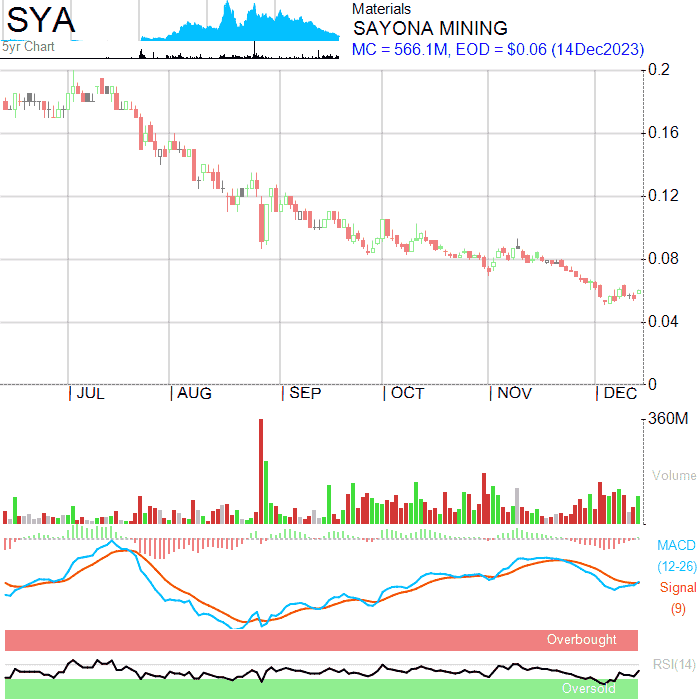 SYA
5yr Chart
Materials
SAYONA MINING
MC = 566.1M, EOD = $0.06 (14Dec2023)
0.2
0.16
0.12
0.08
0.04
0
JUL AUG SEP OCT NOV DEC
360M
Volume
MACD
(12-26)
Signal
(9)
Overbought
RSI(14)
Oversold